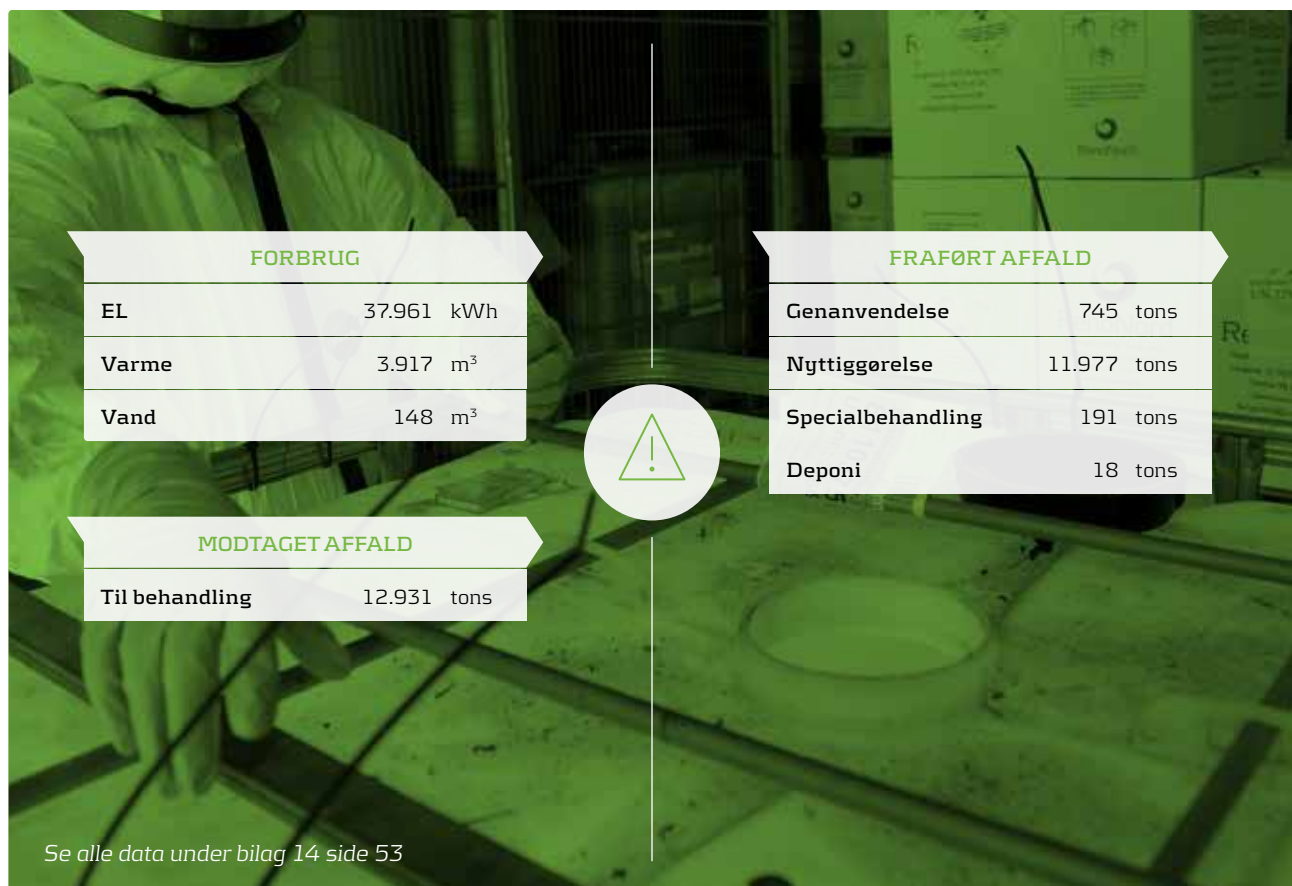 FORBRUG
EL 37.961 kWh
Varme 3.917 m³
Vand 148 m³
MODTAGET AFFALD
Til behandling 12.931 tons
FRAFØRT AFFALD
Genanvendelse 745 tons
Nyttiggørelse 11.977 tons
Specialbehandling 191 tons
Deponi 18 tons
Se alle data under bilag 14 side 53